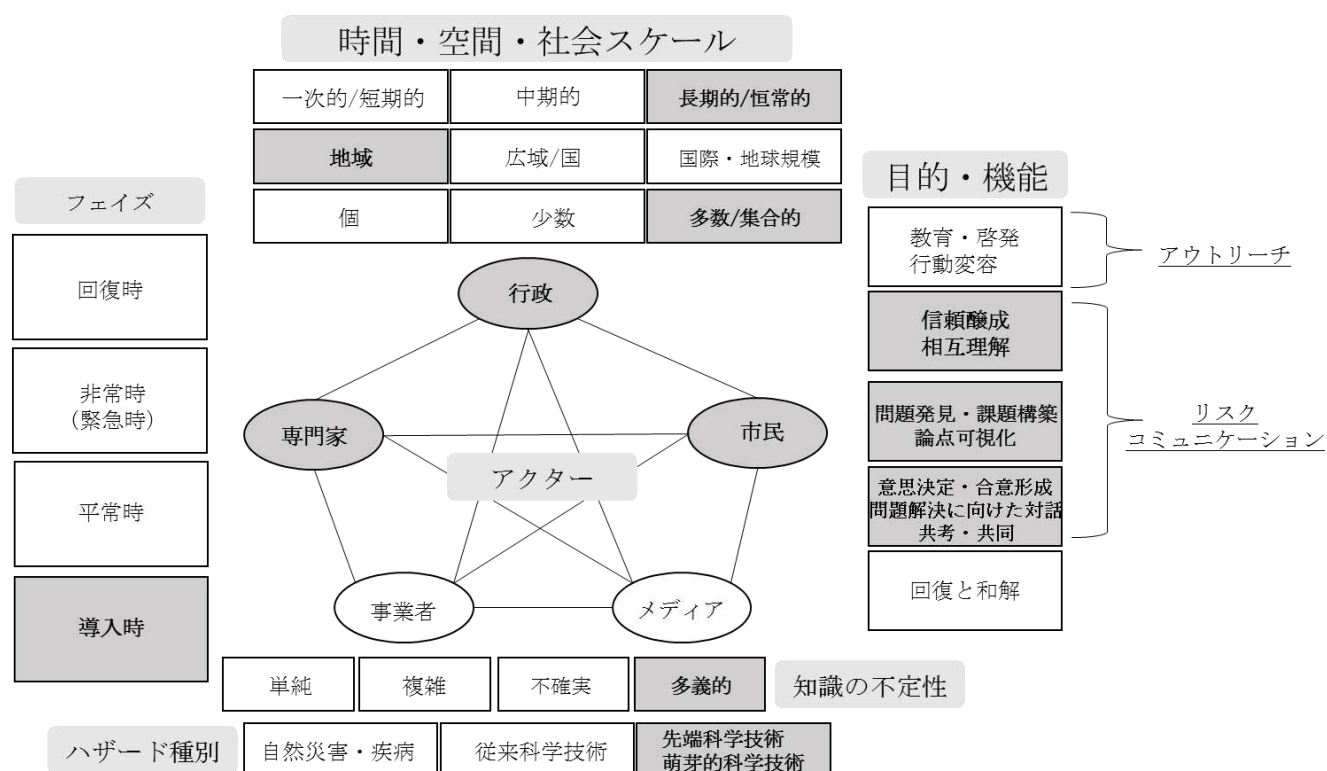 時間・空間・社会スケール
一次的/短期的
中期的
長期的/恒常的
地域
広域/国
国際・地球規模
個
少数
多数/集合的
フェイズ
回復時
非常時
(緊急時)
平常時
導入時
行政
専門家
市民
アクター
事業者
メディア
目的・機能
教育・啓発
行動変容
信頼醸成
相互理解
問題発見・課題構築
論点可視化
意思決定・合意形成
問題解決に向けた対話
共考・共同
回復と和解
アウトリーチ
リスク
コミュニケーション
単純
複雑
不確実
多義的
知識の不定性
ハザード種別
自然災害・疾病
従来科学技術
先端科学技術
萌芽的科学技術